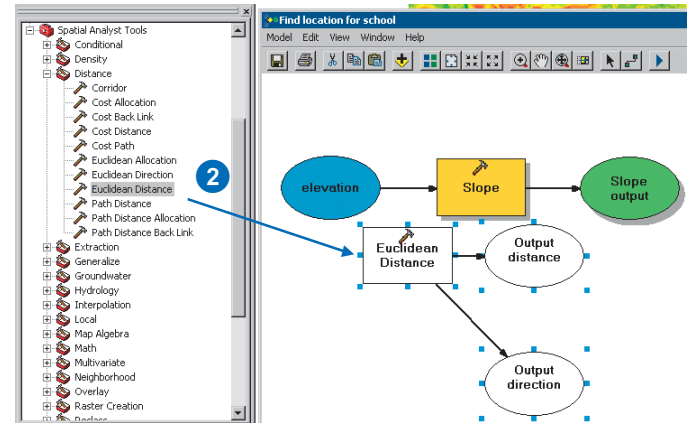 Spatial Analyst Tools
Conditional
Density
Distance
Corridor
Cost Allocation
Cost Back Link
Cost Distance
Cost Path
Euclidean Allocation
Euclidean Direction
Euclidean Distance
Path Distance
Path Distance Allocation
Path Distance Back Link
Extraction
Generalize
Groundwater
Hydrology
Interpolation
Local
Map Algebra
Math
Multivariate
Neighborhood
Overlay
Raster Creation
Reclass
2
Find location for school
Model Edit View Window Help
elevation
Slope
Slope
output
Euclidean
Distance
Output
distance
Output
direction